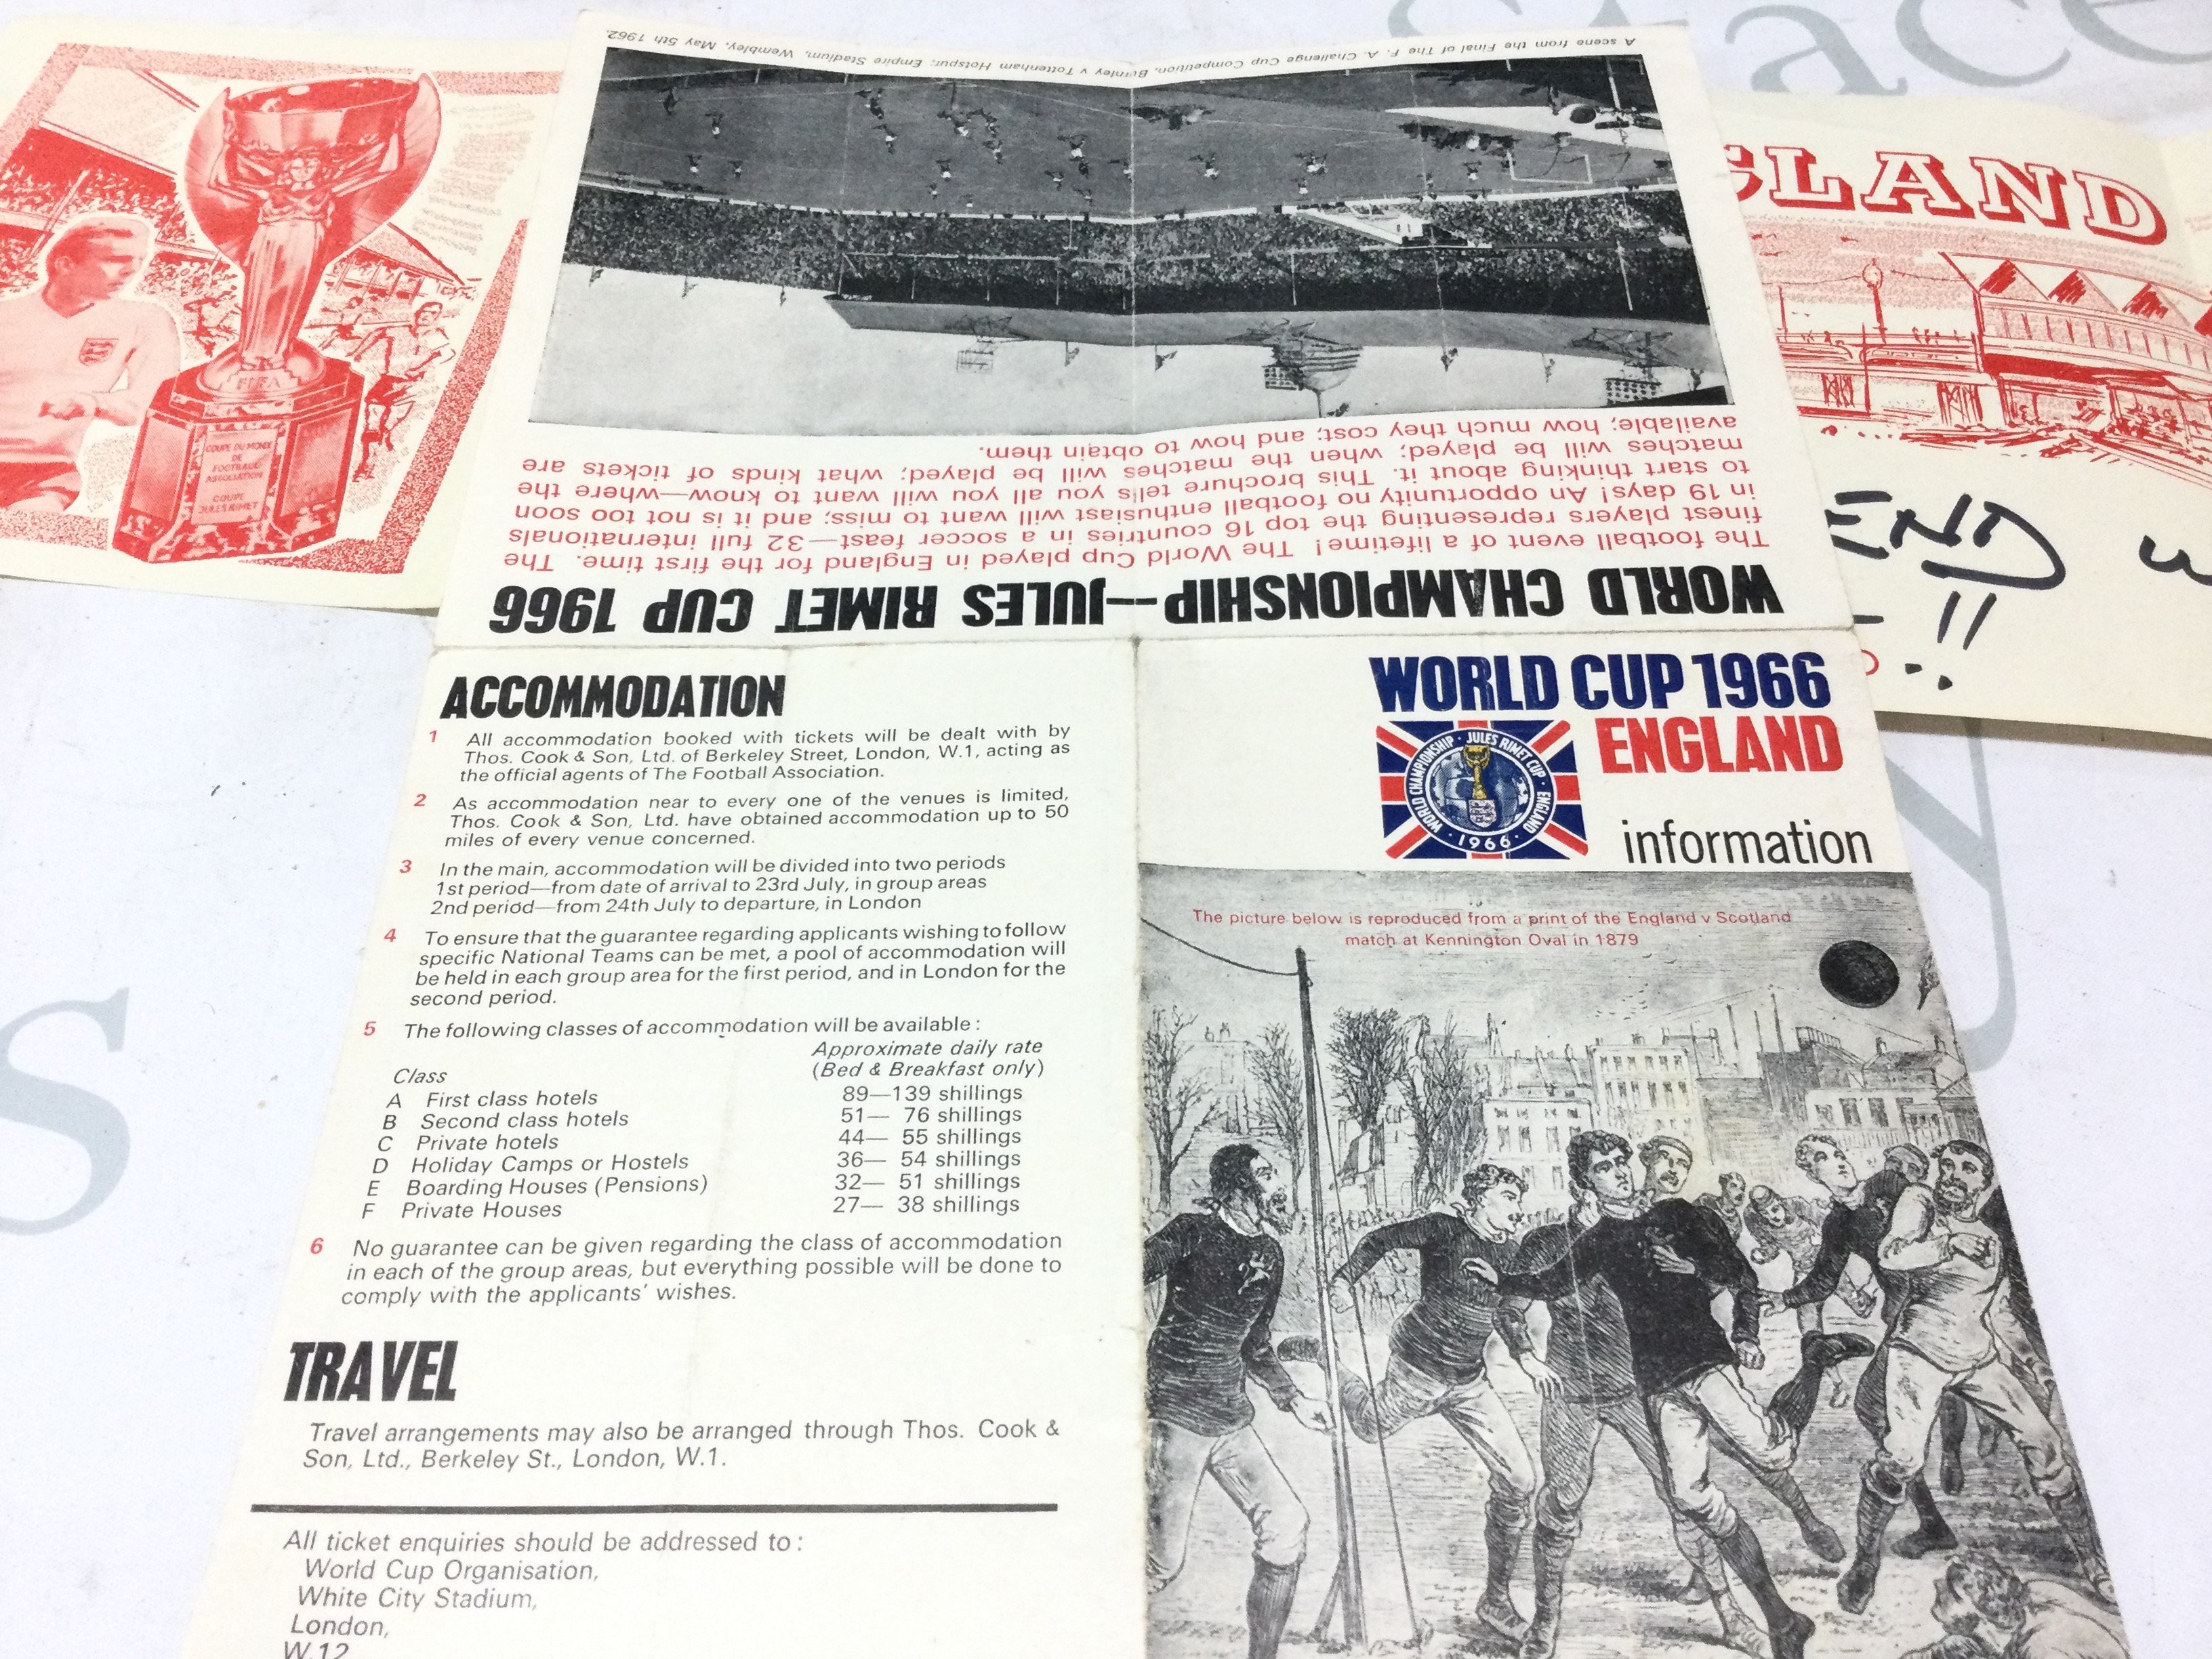 A scene from the Final of The F. A. Challenge Cup Competition, Burnley v Tottenham Hotspur, Empire Stadium, Wembley, May 5th 1962.
WORLD CHAMPIONSHIP—JULES RIMET CUP 1966
The football event of a lifetime! The World Cup played in England for the first time. The
finest players representing the top 16 countries in a soccer feast—32 full internationals
in 19 days! An opportunity no football enthusiast will want to miss; and it is not too soon
to start thinking about it. This brochure tells you all you will want to know—where the
matches will be played; when the matches will be played; what kinds of tickets are
available; how much they cost; and how to obtain them.
FIFA
COUPE DU MONDE
DE
FOOTBALL
ASSOCIATION
COUPE
JULES RIMET
GLAND
END
!!
ACCOMMODATION
1 All accommodation booked with tickets will be dealt with by
Thos. Cook & Son, Ltd. of Berkeley Street, London, W.1, acting as
the official agents of The Football Association.
2 As accommodation near to every one of the venues is limited,
Thos. Cook & Son, Ltd. have obtained accommodation up to 50
miles of every venue concerned.
3 In the main, accommodation will be divided into two periods
1st period—from date of arrival to 23rd July, in group areas
2nd period—from 24th July to departure, in London
4 To ensure that the guarantee regarding applicants wishing to follow
specific National Teams can be met, a pool of accommodation will
be held in each group area for the first period, and in London for the
second period.
5 The following classes of accommodation will be available :
Approximate daily rate
Class (Bed & Breakfast only)
A First class hotels 89—139 shillings
B Second class hotels 51— 76 shillings
C Private hotels 44— 55 shillings
D Holiday Camps or Hostels 36— 54 shillings
E Boarding Houses (Pensions) 32— 51 shillings
F Private Houses 27— 38 shillings
6 No guarantee can be given regarding the class of accommodation
in each of the group areas, but everything possible will be done to
comply with the applicants' wishes.
TRAVEL
Travel arrangements may also be arranged through Thos. Cook &
Son, Ltd., Berkeley St., London, W.1.
All ticket enquiries should be addressed to :
World Cup Organisation,
White City Stadium,
London,
W.12
WORLD CUP 1966
ENGLAND
WORLD CHAMPIONSHIP · JULES RIMET CUP · ENGLAND
· 1966 ·
information
The picture below is reproduced from a print of the England v Scotland
match at Kennington Oval in 1879